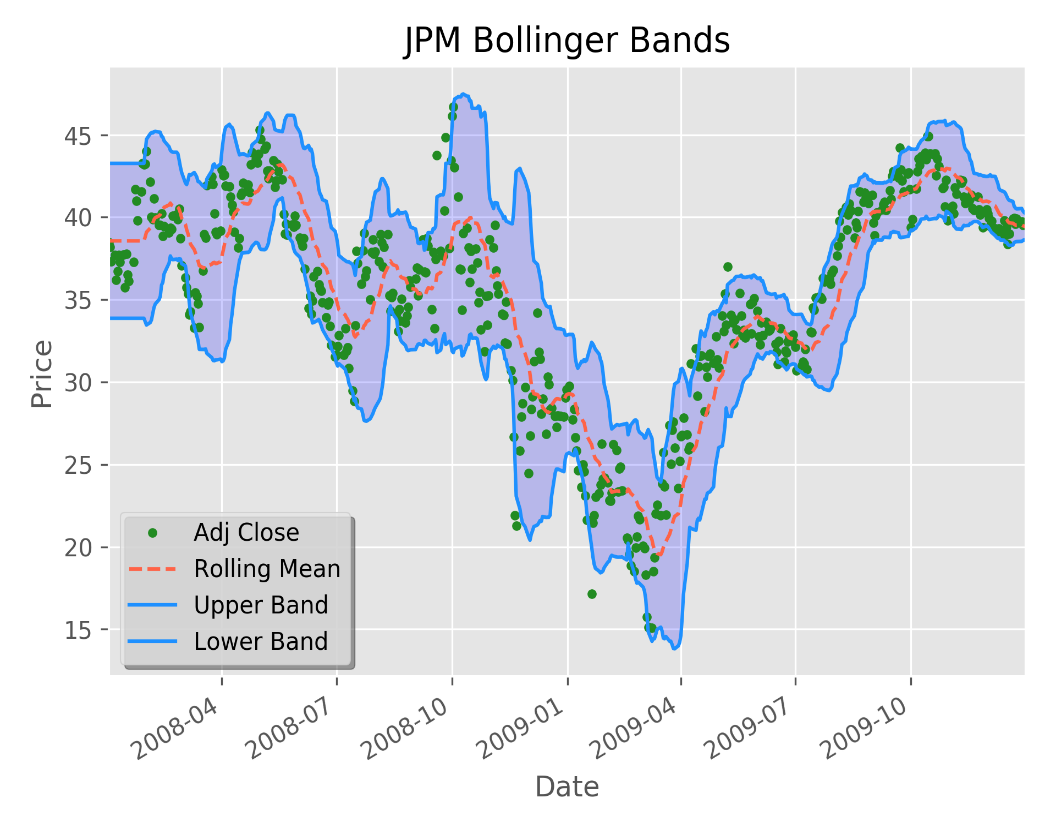 JPM Bollinger Bands
Price
45
40
35
30
25
20
15
Adj Close
Rolling Mean
Upper Band
Lower Band
2008-04
2008-07
2008-10
2009-01
2009-04
2009-07
2009-10
Date